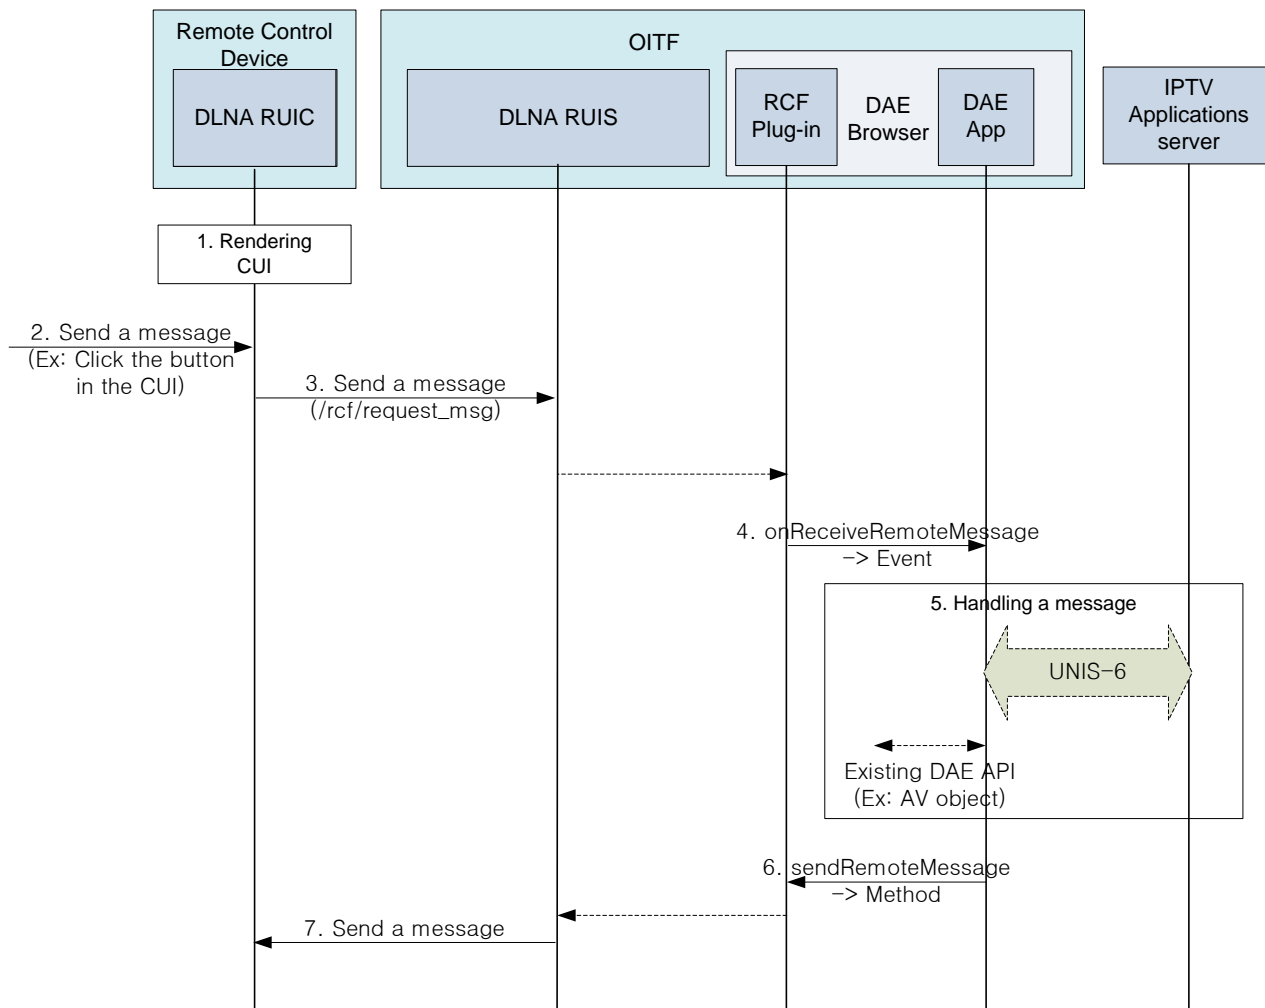 Remote Control
Device
DLNA RUIC
OITF
DLNA RUIS
RCF
Plug-in
DAE
Browser
DAE
App
IPTV
Applications
server
1. Rendering
CUI
2. Send a message
(Ex: Click the button
in the CUI)
3. Send a message
(/rcf/request_msg)
4. onReceiveRemoteMessage
-> Event
5. Handling a message
UNIS-6
Existing DAE API
(Ex: AV object)
6. sendRemoteMessage
-> Method
7. Send a message